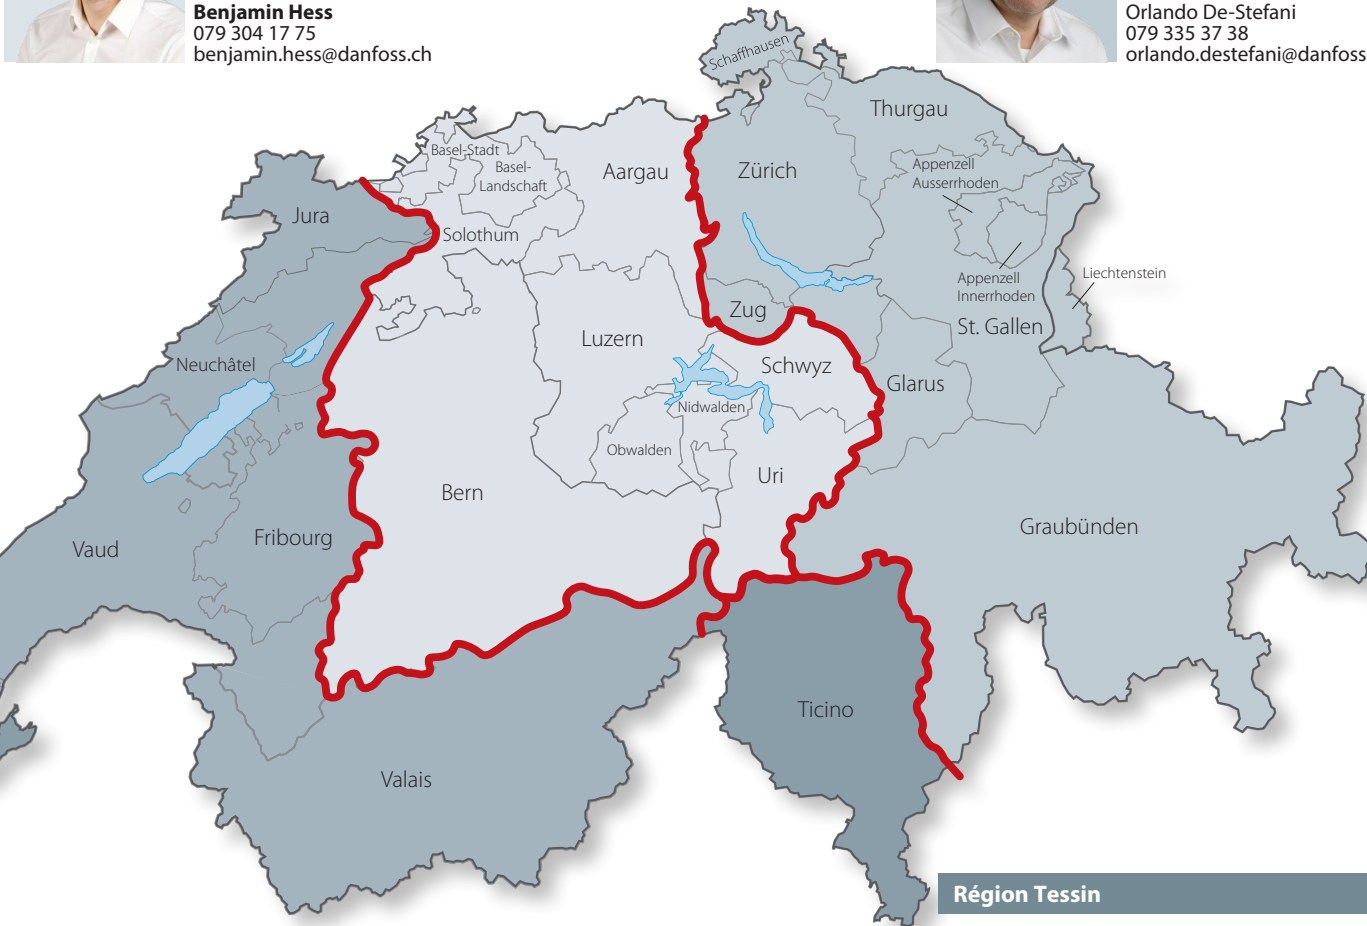 Benjamin Hess
079 304 17 75
benjamin.hess@danfoss.ch
Orlando De-Stefani
079 335 37 38
orlando.destefani@danfoss
Schaffhausen
Thurgau
Basel-Stadt
Basel-
Landschaft
Aargau
Zürich
Appenzell
Ausserrhoden
Jura
Solothum
Appenzell
Innerrhoden
Liechtenstein
Zug
St. Gallen
Luzern
Neuchâtel
Schwyz
Glarus
Nidwalden
Obwalden
Uri
Bern
Graubünden
Fribourg
Vaud
Ticino
Valais
Région Tessin